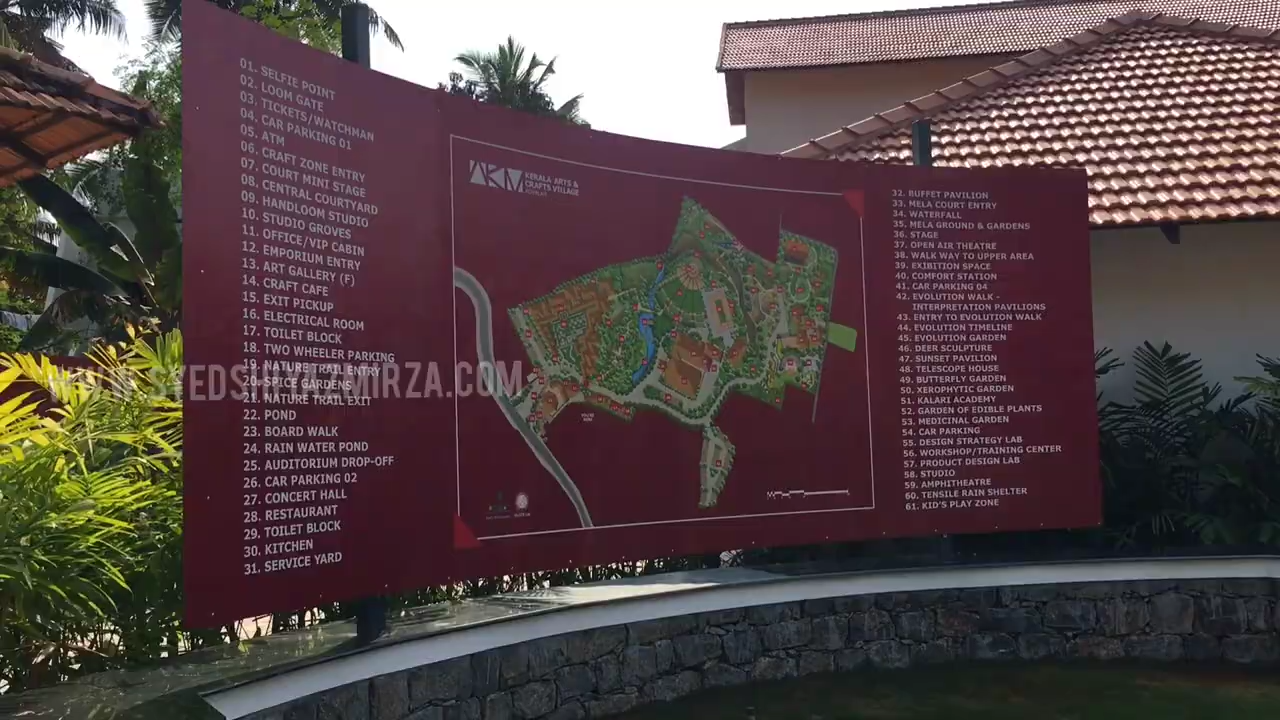 01. SELFIE POINT
02. LOOM GATE
03. TICKETS/WATCHMAN
04. CAR PARKING 01
05. ATM
06. CRAFT ZONE ENTRY
07. COURT MINI STAGE
08. CENTRAL COURTYARD
09. HANDLOOM STUDIO
10. STUDIO GROVES
11. OFFICE/VIP CABIN
12. EMPORIUM ENTRY
13. ART GALLERY (F)
14. CRAFT CAFE
15. EXIT PICKUP
16. ELECTRICAL ROOM
17. TOILET BLOCK
18. TWO WHEELER PARKING
19. NATURE TRAIL ENTRY
20. SPICE GARDENS
21. NATURE TRAIL EXIT
22. POND
23. BOARD WALK
24. RAIN WATER POND
25. AUDITORIUM DROP-OFF
26. CAR PARKING 02
27. CONCERT HALL
28. RESTAURANT
29. TOILET BLOCK
30. KITCHEN
31. SERVICE YARD
KERALA ARTS &
CRAFTS VILLAGE
32. BUFFET PAVILION
33. MELA COURT ENTRY
34. WATERFALL
35. MELA GROUND & GARDENS
36. STAGE
37. OPEN AIR THEATRE
38. WALK WAY TO UPPER AREA
39. EXIBITION SPACE
40. COMFORT STATION
41. CAR PARKING 04
42. EVOLUTION WALK -
INTERPRETATION PAVILIONS
43. ENTRY TO EVOLUTION WALK
44. EVOLUTION TIMELINE
45. EVOLUTION GARDEN
46. DEER SCULPTURE
47. SUNSET PAVILION
48. TELESCOPE HOUSE
49. BUTTERFLY GARDEN
50. XEROPHYTIC GARDEN
51. KALARI ACADEMY
52. GARDEN OF EDIBLE PLANTS
53. MEDICINAL GARDEN
54. CAR PARKING
55. DESIGN STRATEGY LAB
56. WORKSHOP/TRAINING CENTER
57. PRODUCT DESIGN LAB
58. STUDIO
59. AMPHITHEATRE
60. TENSILE RAIN SHELTER
61. KID'S PLAY ZONE